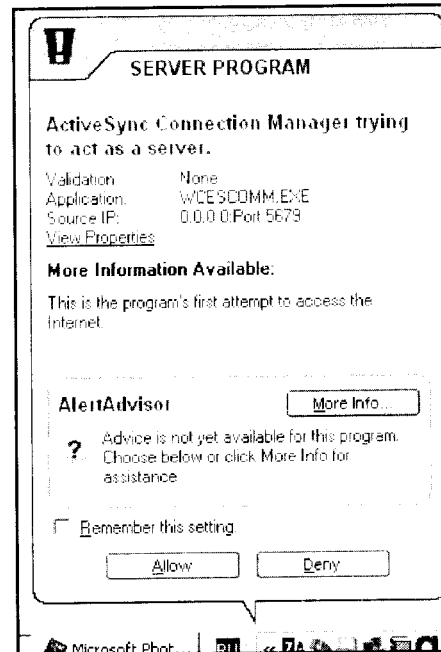 SERVER PROGRAM
ActiveSync Connection Manager trying
to act as a server.
Validation: None
Application: WCESCOMM.EXE
Source IP: 0.0.0.0:Port 5679
View Properties
More Information Available:
This is the program's first attempt to access the
Internet.
AlertAdvisor
More Info...
? Advice is not yet available for this program.
Choose below or click More Info for
assistance.
Remember this setting.
Allow Deny
Microsoft Phot... RU « ZA